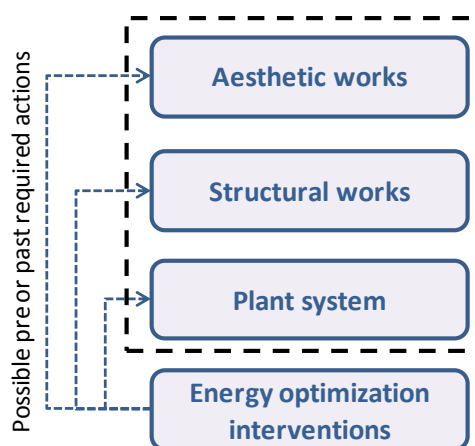 Possible pre or past required actions
Aesthetic works
Structural works
Plant system
Energy optimization
interventions